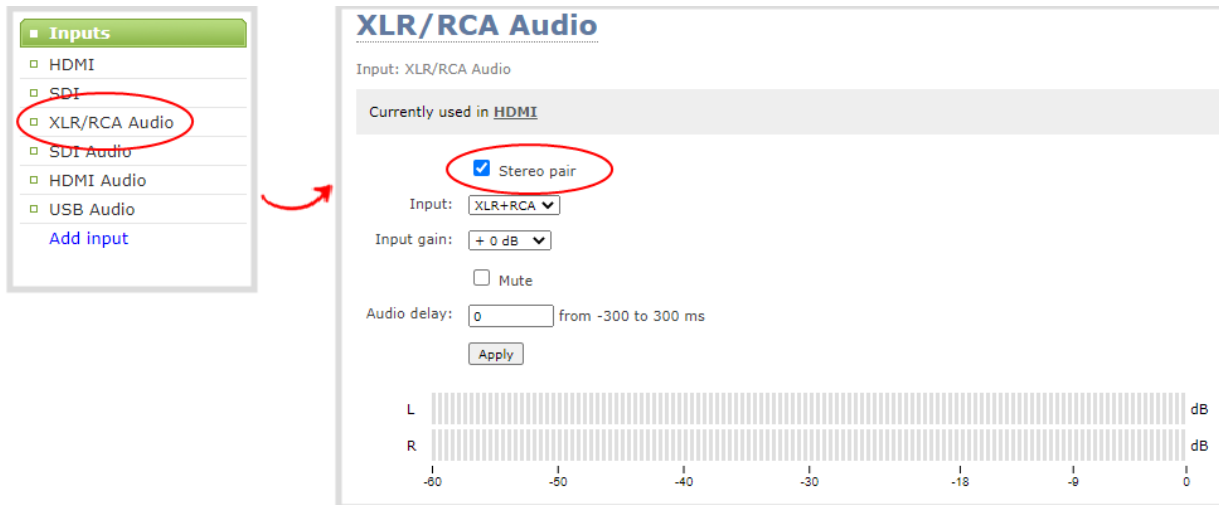 Inputs
HDMI
SDI
XLR/RCA Audio
SDI Audio
HDMI Audio
USB Audio
Add input
XLR/RCA Audio
Input: XLR/RCA Audio
Currently used in HDMI
Stereo pair
Input: XLR+RCA
Input gain: + 0 dB
Mute
Audio delay: 0 from -300 to 300 ms
Apply
L dB
R dB
-60 -50 -40 -30 -18 -9 0